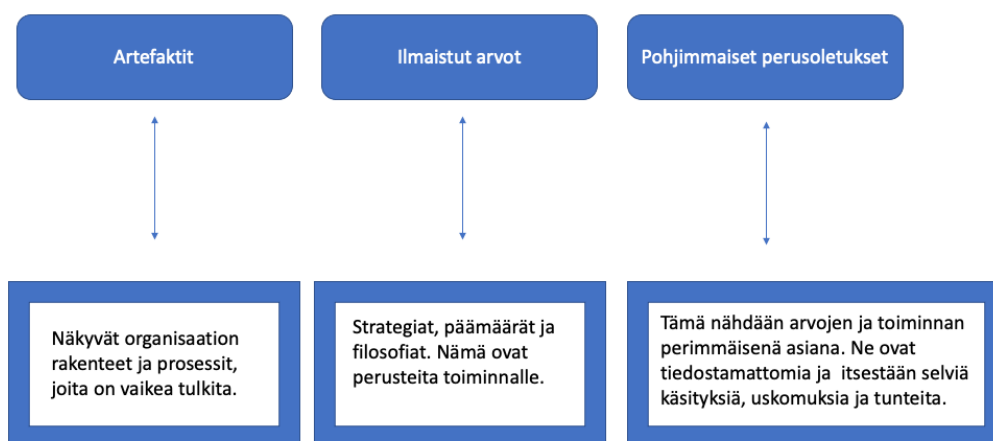 Artefaktit
Ilmaistut arvot
Pohjimmaiset perusoletukset
Näkyvät organisaation
rakenteet ja prosessit,
joita on vaikea tulkita.
Strategiat, päämäärät ja
filosofiat. Nämä ovat
perusteita toiminnalle.
Tämä nähdään arvojen ja toiminnan
perimmäisenä asiana. Ne ovat
tiedostamattomia ja itsestään selviä
käsityksiä, uskomuksia ja tunteita.